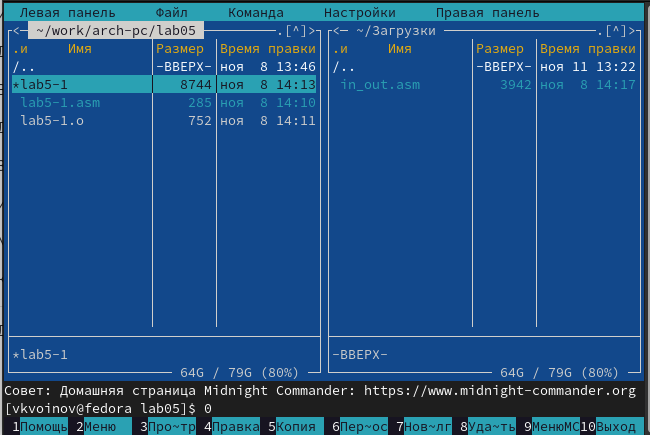 Левая панель Файл Команда Настройки Правая панель
<─ ~/work/arch-pc/lab05 ─.[^]> <─ ~/Загрузки ─.[^]>
.и Имя Размер Время правки .и Имя Размер Время правки
/.. -ВВЕРХ- ноя 8 13:46 /.. -ВВЕРХ- ноя 11 13:22
*lab5-1 8744 ноя 8 14:13 in_out.asm 3942 ноя 8 14:17
lab5-1.asm 285 ноя 8 14:10
lab5-1.o 752 ноя 8 14:11
*lab5-1 -ВВЕРХ-
64G / 79G (80%) 64G / 79G (80%)
Совет: Домашняя страница Midnight Commander: https://www.midnight-commander.org
[vkvoinov@fedora lab05]$ 0
1Помощь 2Меню 3Про~тр 4Правка 5Копия 6Пер~ос 7Нов~лг 8Уда~ть 9МенюМС 10Выход